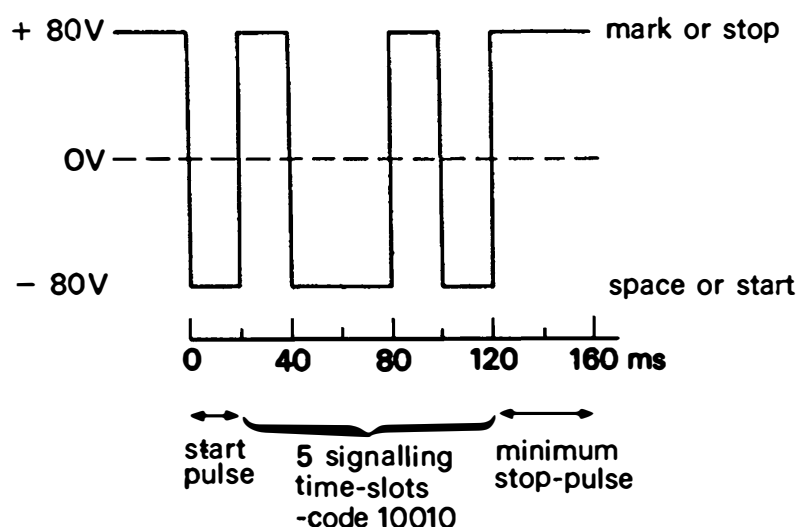 + 80V
mark or stop
0V
- 80V
space or start
0 40 80 120 160 ms
start
pulse
5 signalling
time-slots
-code 10010
minimum
stop-pulse